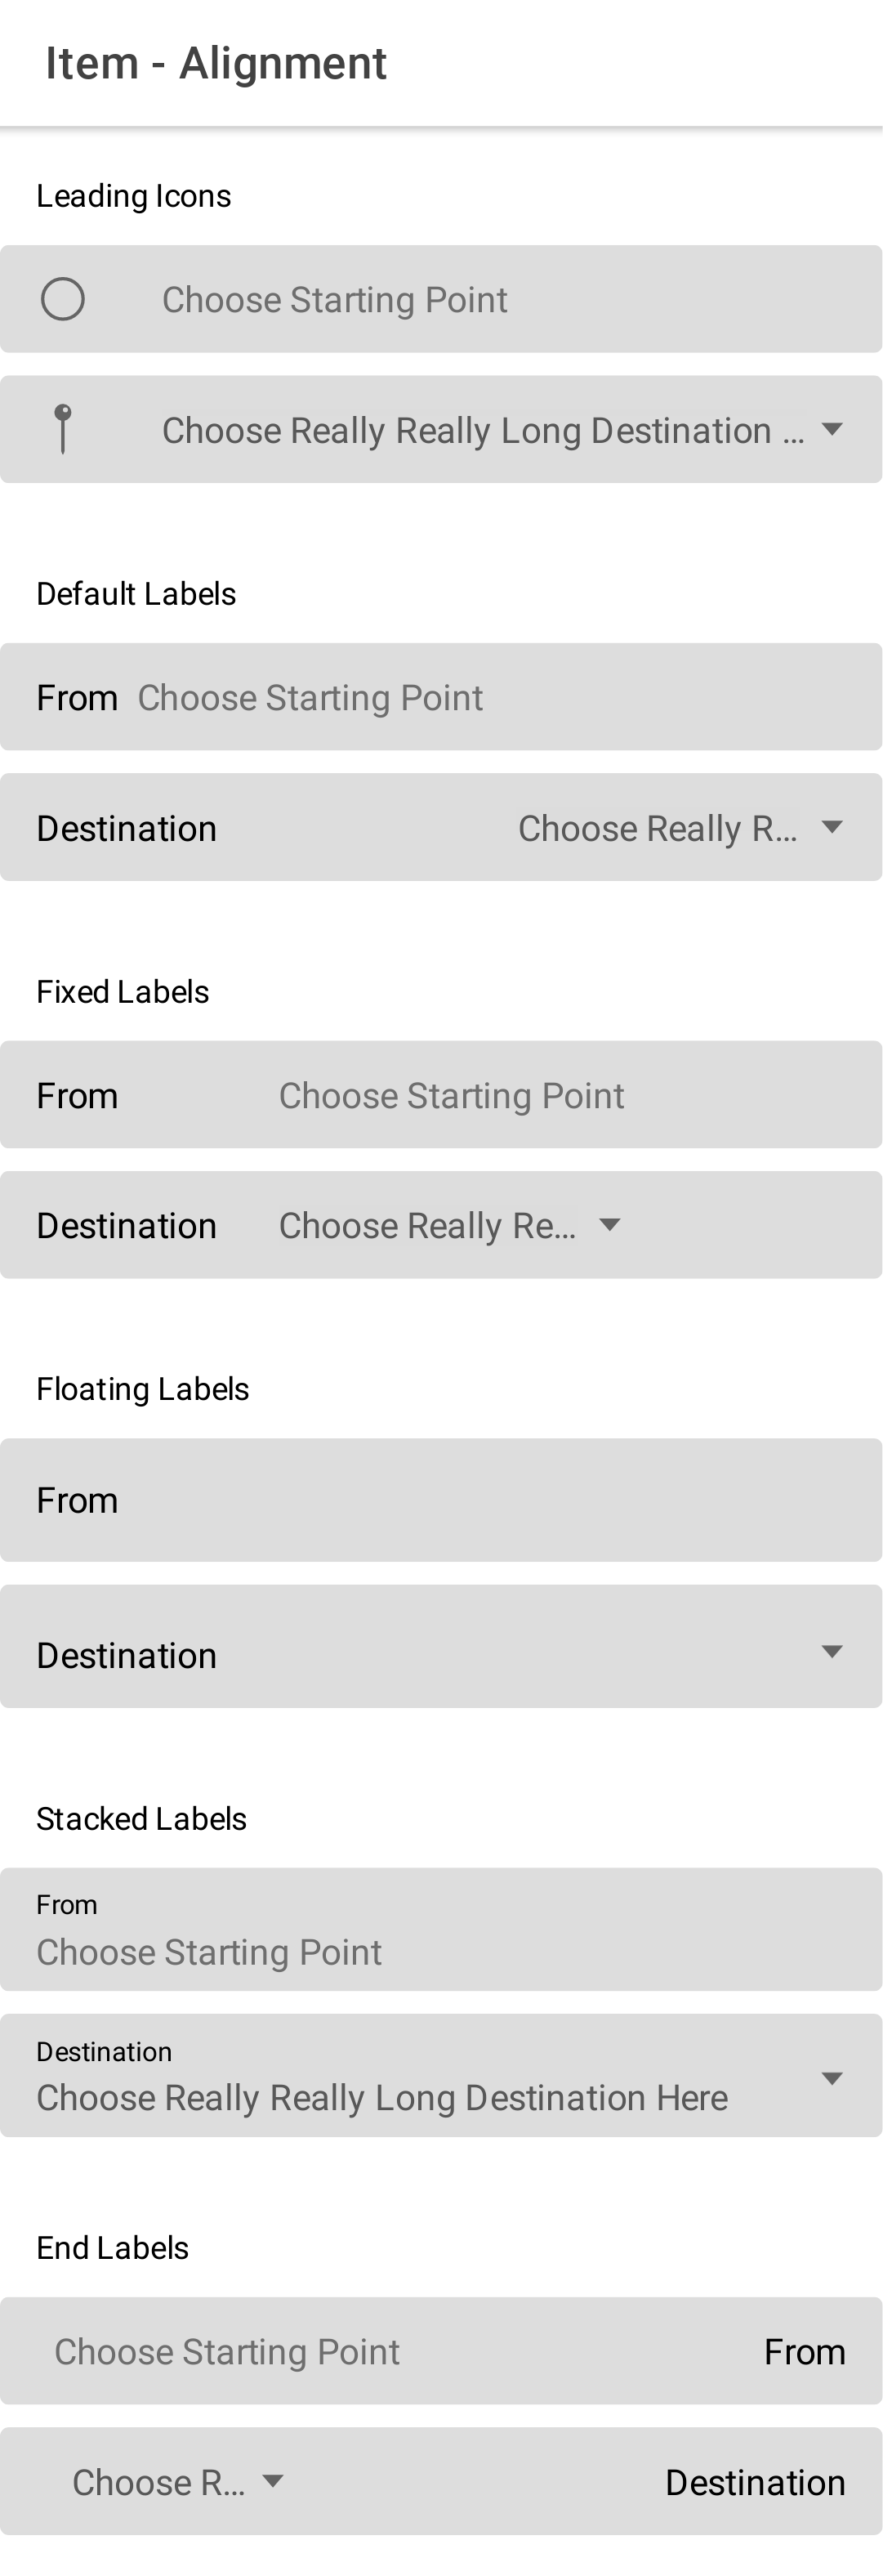 Item - Alignment
Leading Icons
Choose Starting Point
Choose Really Really Long Destination ...
Default Labels
From Choose Starting Point
Destination Choose Really R...
Fixed Labels
From Choose Starting Point
Destination Choose Really Re...
Floating Labels
From
Destination
Stacked Labels
From
Choose Starting Point
Destination
Choose Really Really Long Destination Here
End Labels
Choose Starting Point From
Choose R... Destination